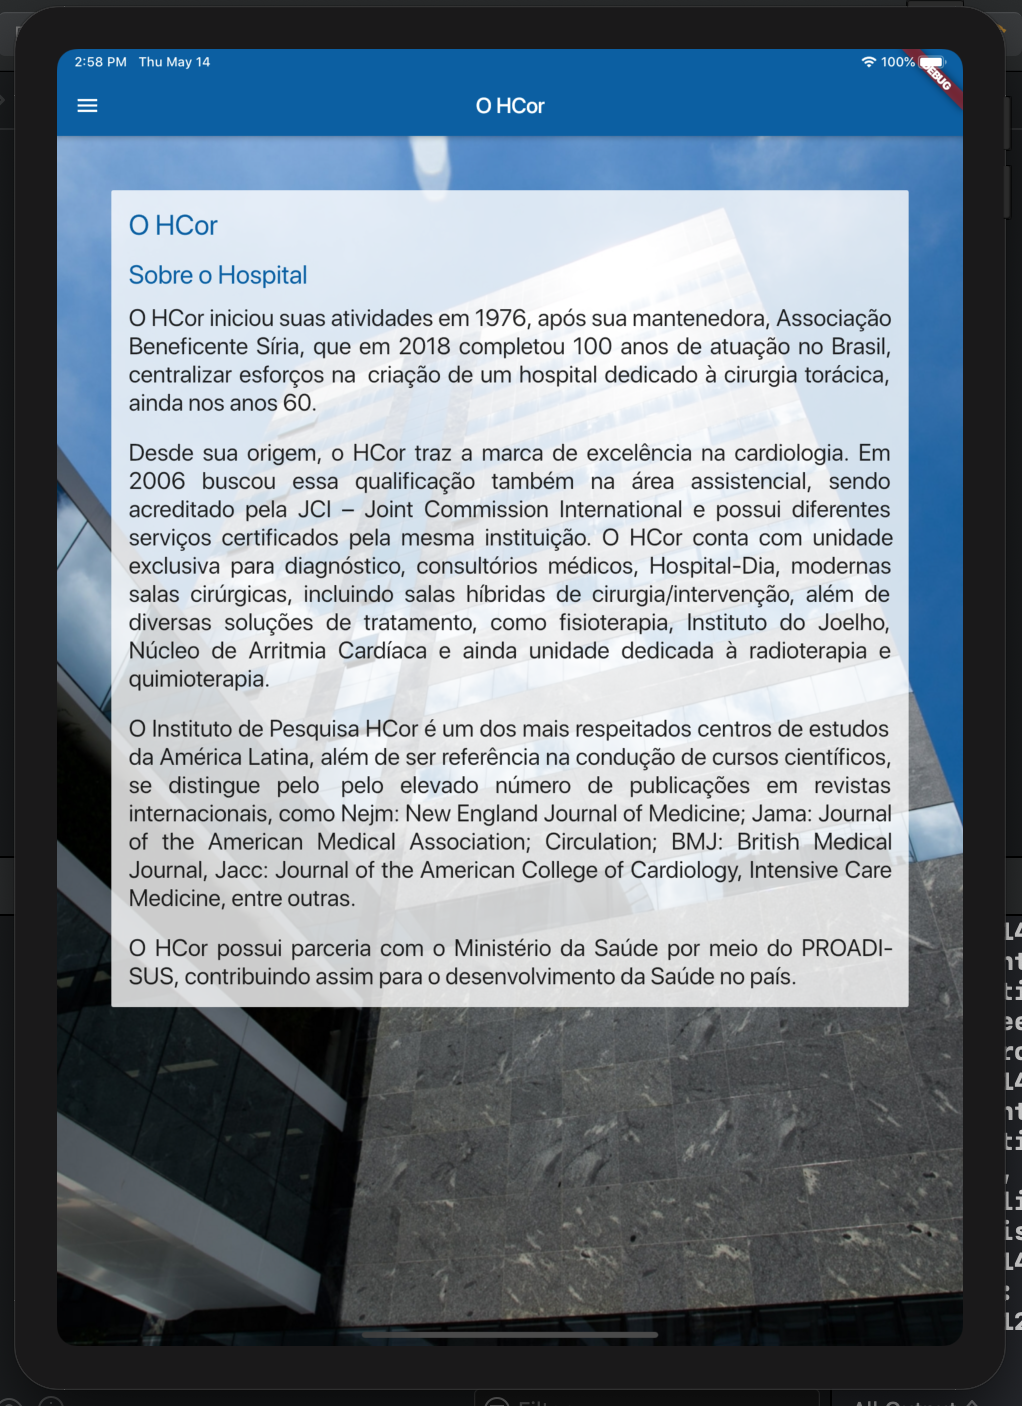 2:58 PM Thu May 14
100%
DEBUG
O HCor
O HCor
Sobre o Hospital
O HCor iniciou suas atividades em 1976, após sua mantenedora, Associação
Beneficente Síria, que em 2018 completou 100 anos de atuação no Brasil,
centralizar esforços na criação de um hospital dedicado à cirurgia torácica,
ainda nos anos 60.
Desde sua origem, o HCor traz a marca de excelência na cardiologia. Em
2006 buscou essa qualificação também na área assistencial, sendo
acreditado pela JCI – Joint Commission International e possui diferentes
serviços certificados pela mesma instituição. O HCor conta com unidade
exclusiva para diagnóstico, consultórios médicos, Hospital-Dia, modernas
salas cirúrgicas, incluindo salas híbridas de cirurgia/intervenção, além de
diversas soluções de tratamento, como fisioterapia, Instituto do Joelho,
Núcleo de Arritmia Cardíaca e ainda unidade dedicada à radioterapia e
quimioterapia.
O Instituto de Pesquisa HCor é um dos mais respeitados centros de estudos
da América Latina, além de ser referência na condução de cursos científicos,
se distingue pelo pelo elevado número de publicações em revistas
internacionais, como Nejm: New England Journal of Medicine; Jama: Journal
of the American Medical Association; Circulation; BMJ: British Medical
Journal, Jacc: Journal of the American College of Cardiology, Intensive Care
Medicine, entre outras.
O HCor possui parceria com o Ministério da Saúde por meio do PROADI-
SUS, contribuindo assim para o desenvolvimento da Saúde no país.